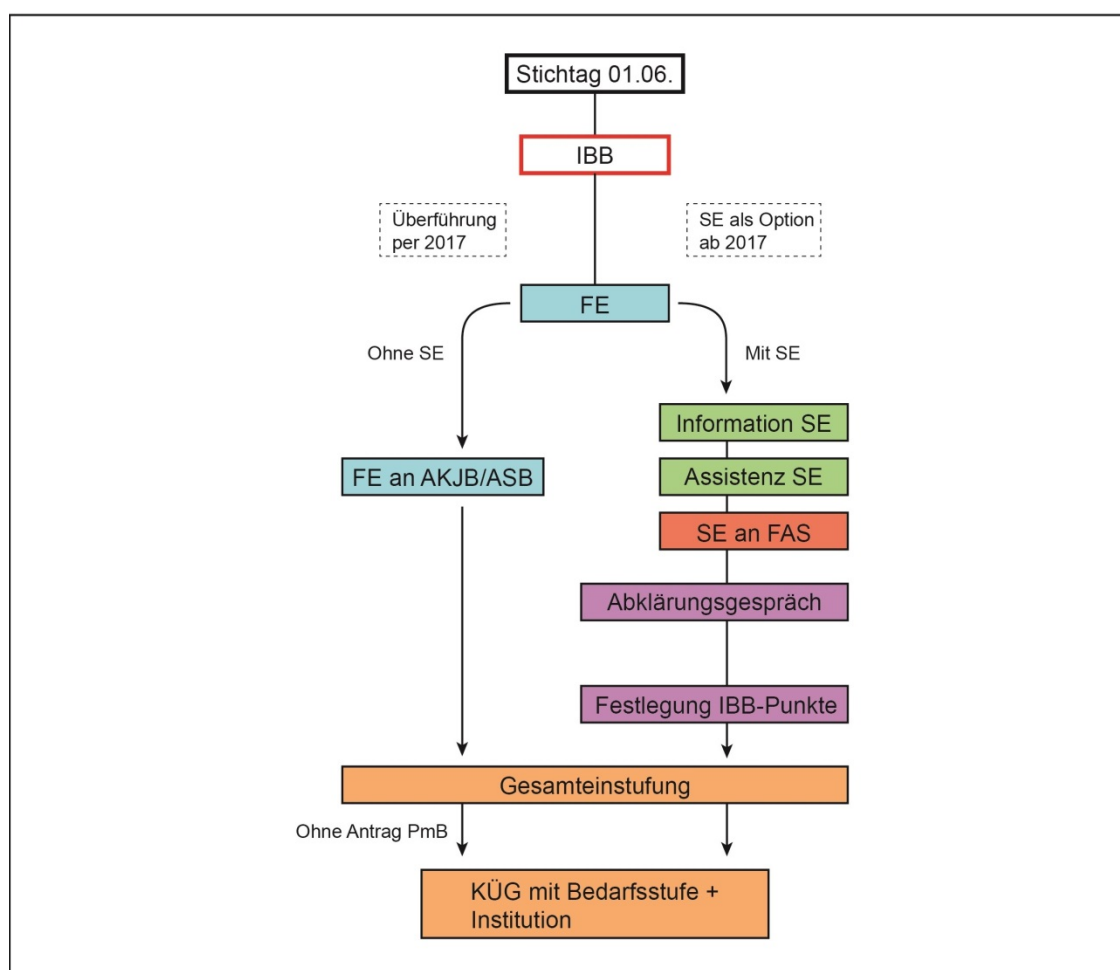 Stichtag 01.06.
IBB
Überführung
per 2017
SE als Option
ab 2017
FE
Ohne SE
Mit SE
Information SE
FE an AKJB/ASB
Assistenz SE
SE an FAS
Abklärungsgespräch
Festlegung IBB-Punkte
Gesamteinstufung
Ohne Antrag PmB
KÜG mit Bedarfsstufe +
Institution